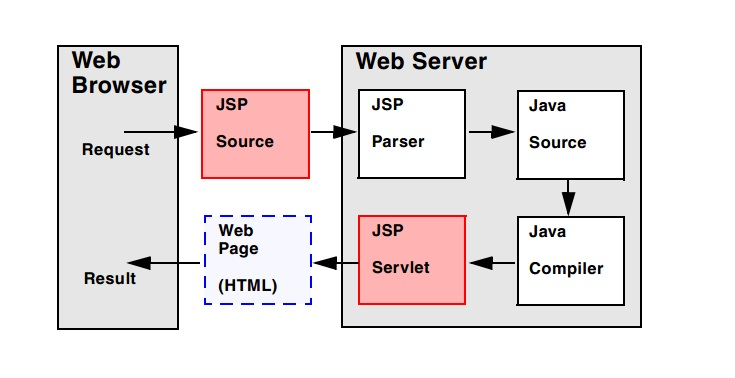 Web
Browser
Request
Result
JSP
Source
Web
Page
(HTML)
Web Server
JSP
Parser
Java
Source
JSP
Servlet
Java
Compiler